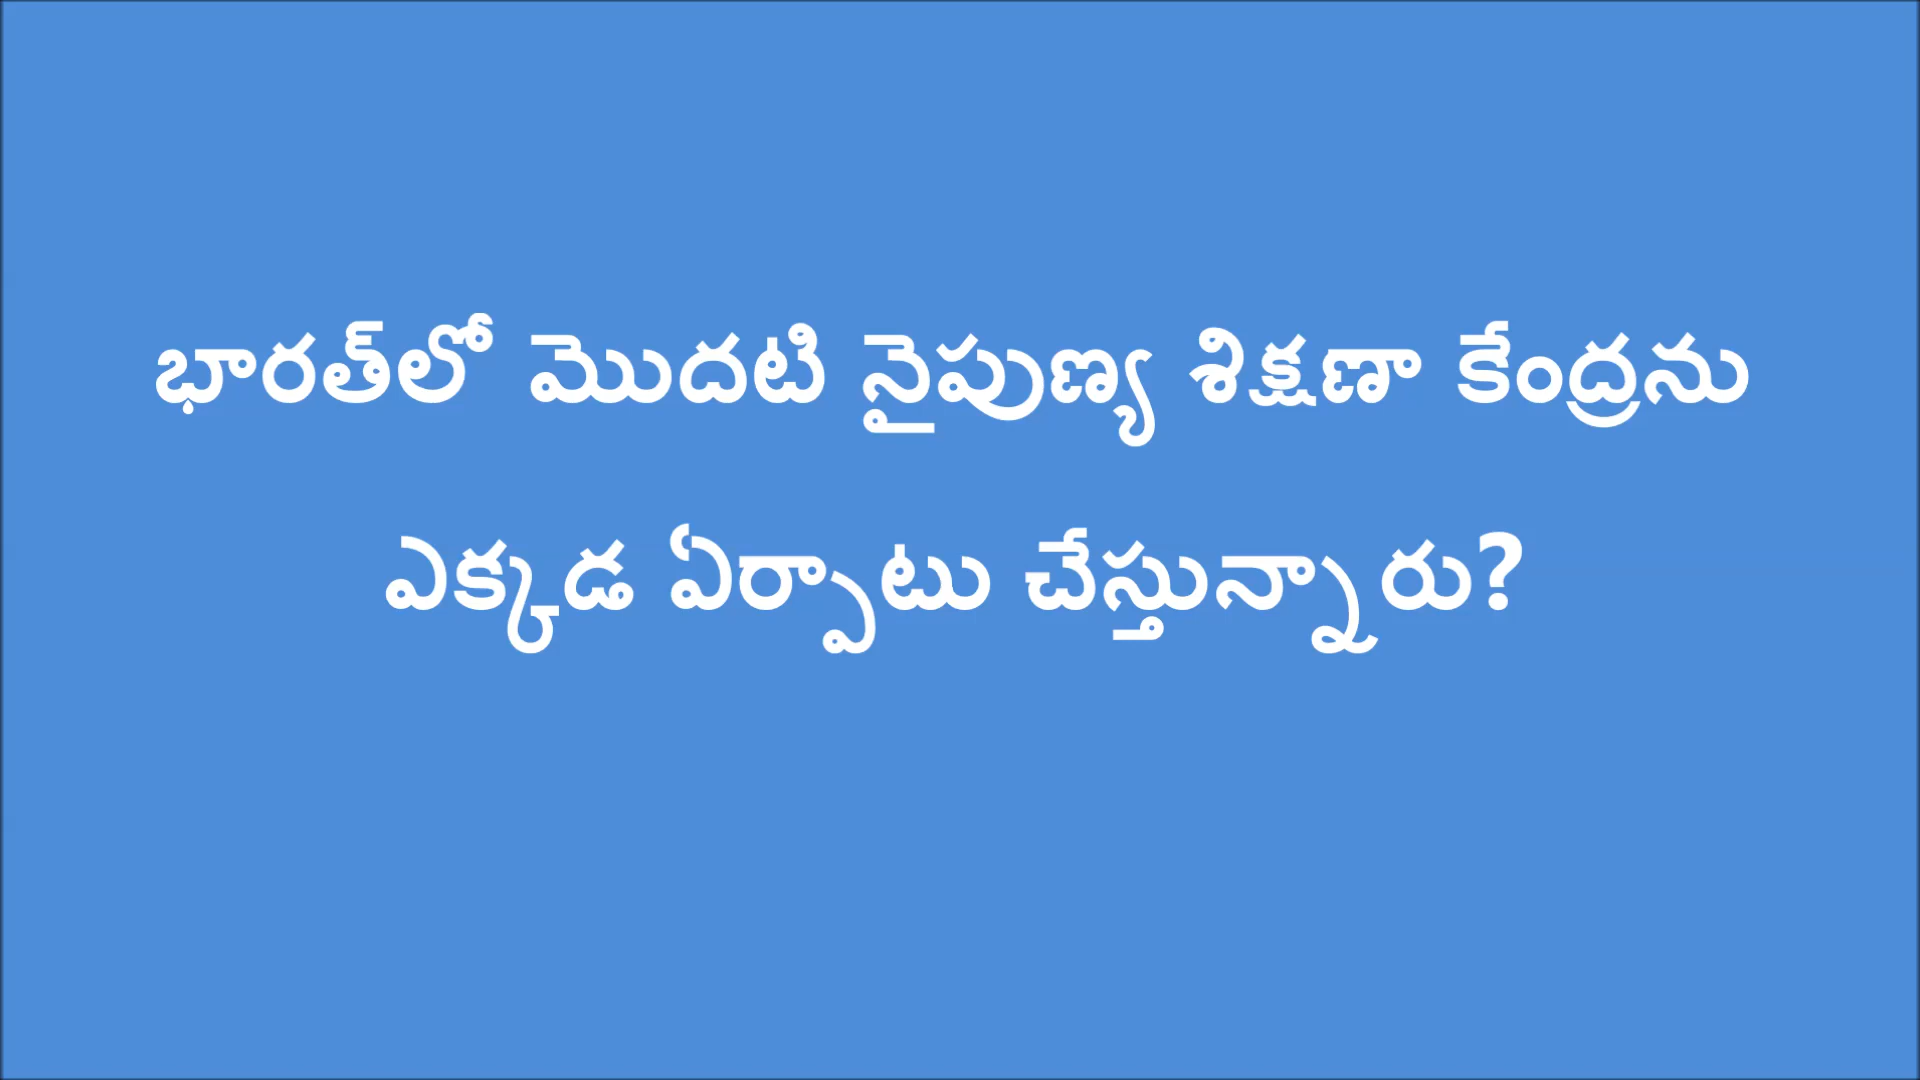 భారత్‌లో మొదటి నైపుణ్య శిక్షణా కేంద్రను
ఎక్కడ ఏర్పాటు చేస్తున్నారు?